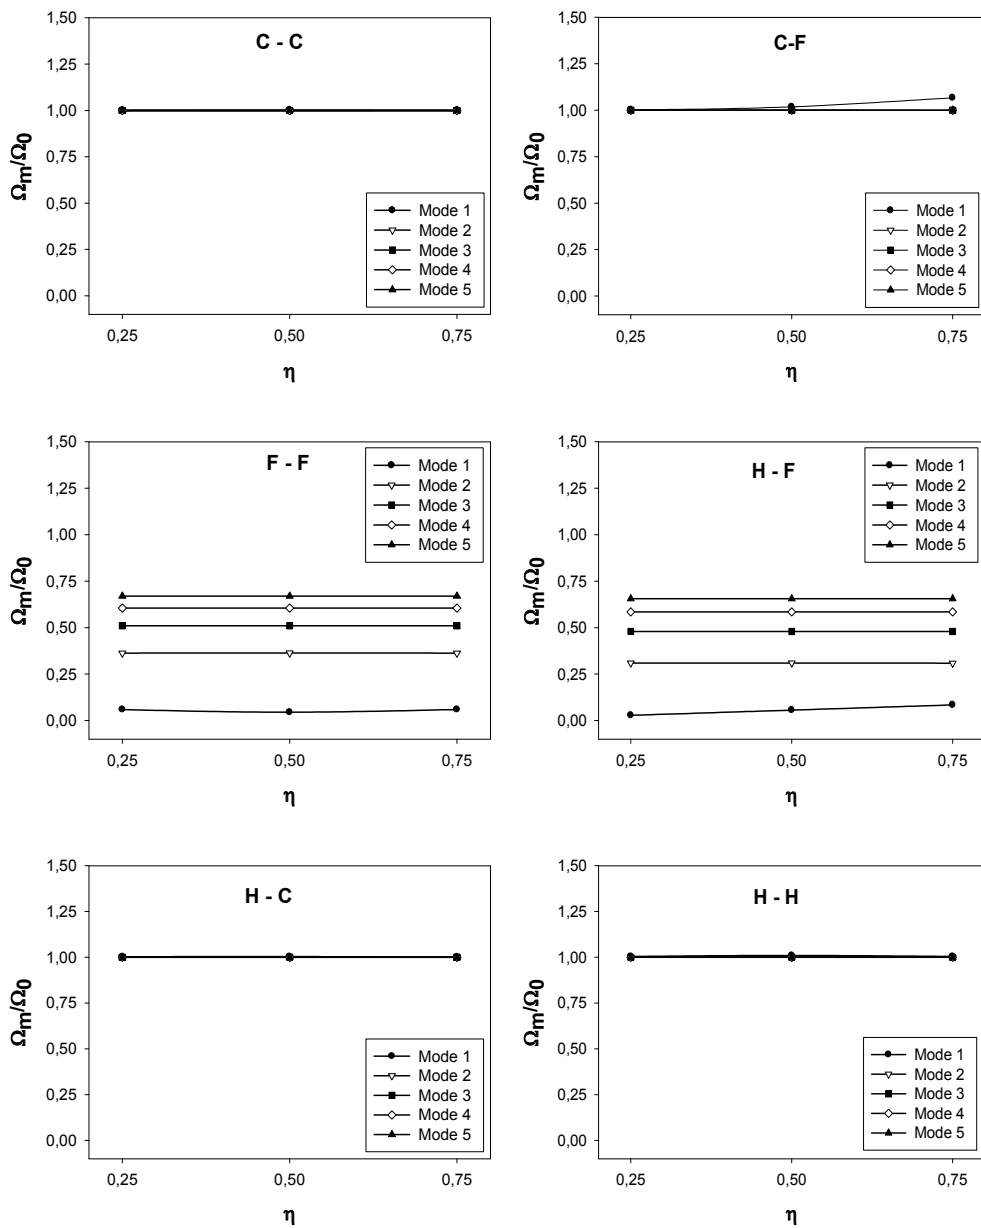 C - C
1,50
1,25
1,00
0,75
0,50
0,25
0,00
Ωm/Ω0
Mode 1
Mode 2
Mode 3
Mode 4
Mode 5
0,25 0,50 0,75
η
C-F
1,50
1,25
1,00
0,75
0,50
0,25
0,00
Ωm/Ω0
Mode 1
Mode 2
Mode 3
Mode 4
Mode 5
0,25 0,50 0,75
η
F - F
1,50
1,25
1,00
0,75
0,50
0,25
0,00
Ωm/Ω0
Mode 1
Mode 2
Mode 3
Mode 4
Mode 5
0,25 0,50 0,75
η
H - F
1,50
1,25
1,00
0,75
0,50
0,25
0,00
Ωm/Ω0
Mode 1
Mode 2
Mode 3
Mode 4
Mode 5
0,25 0,50 0,75
η
H - C
1,50
1,25
1,00
0,75
0,50
0,25
0,00
Ωm/Ω0
Mode 1
Mode 2
Mode 3
Mode 4
Mode 5
0,25 0,50 0,75
η
H - H
1,50
1,25
1,00
0,75
0,50
0,25
0,00
Ωm/Ω0
Mode 1
Mode 2
Mode 3
Mode 4
Mode 5
0,25 0,50 0,75
η